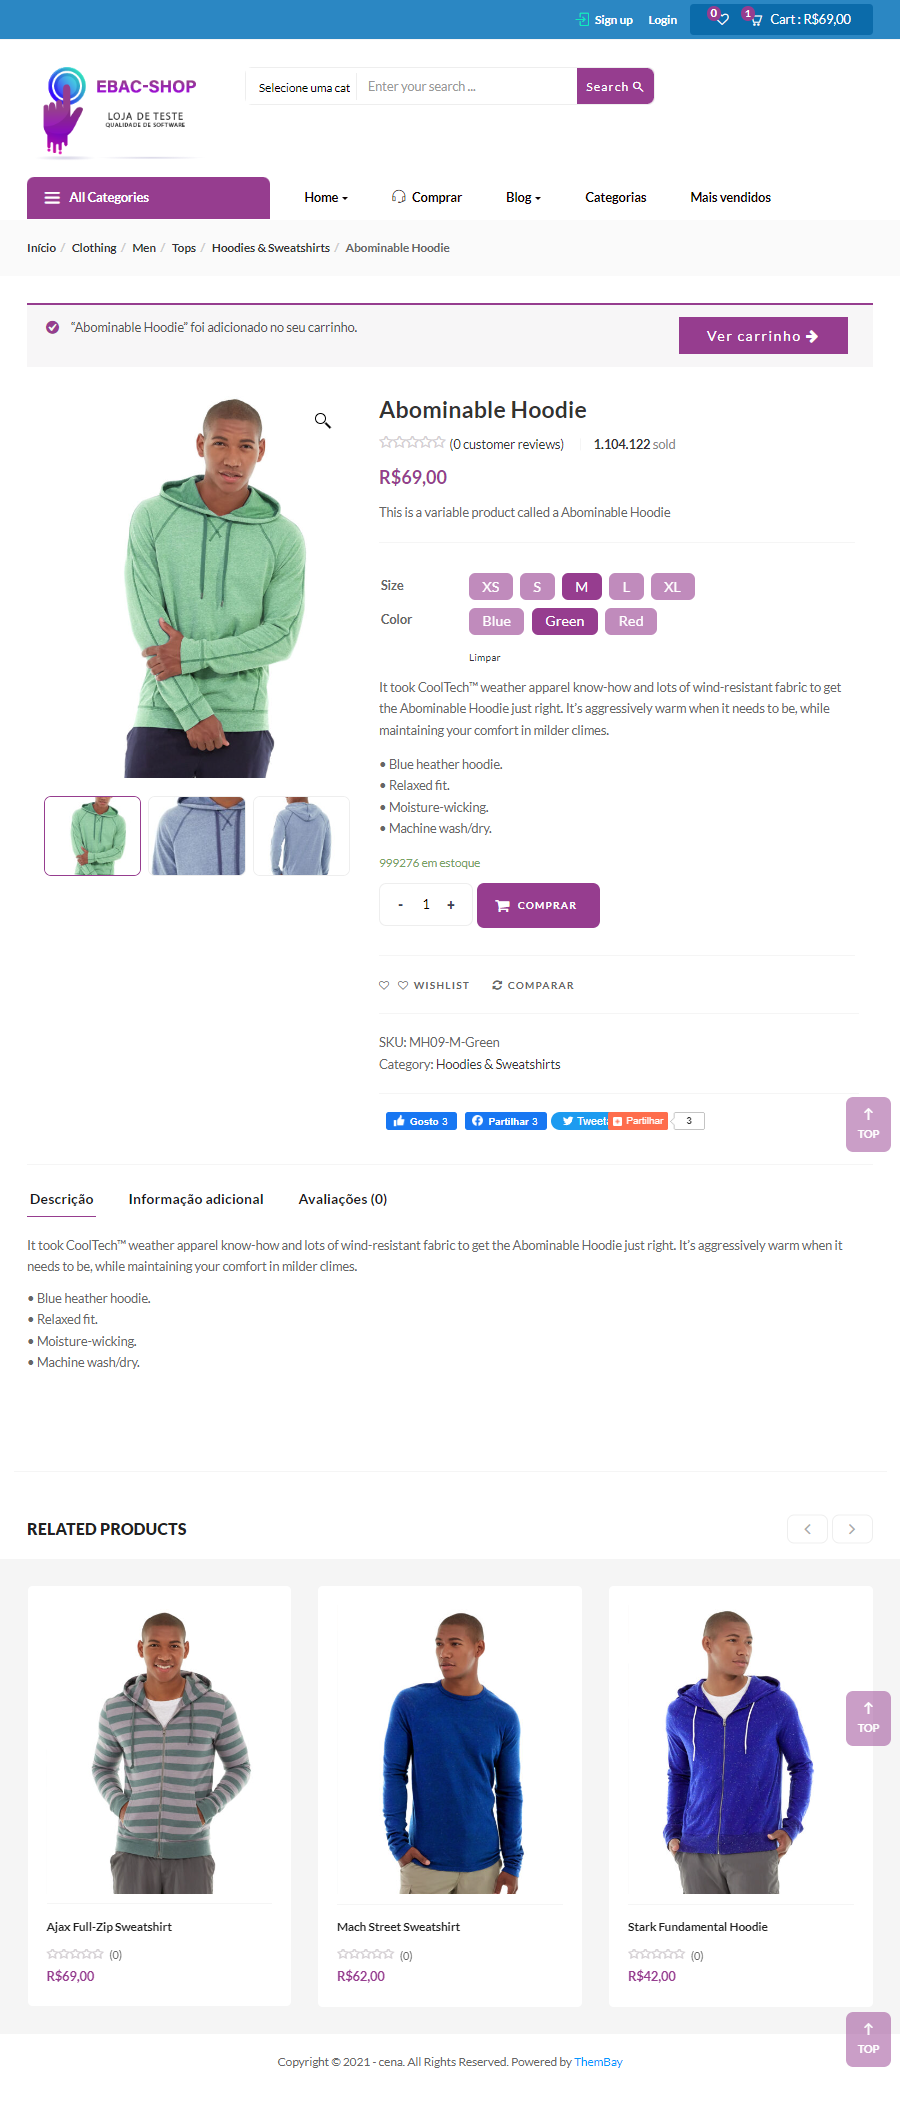 Sign up Login 0 1 Cart : R$69,00
EBAC-SHOP
LOJA DE TESTE
QUALIDADE DE SOFTWARE
Selecione uma cat Enter your search ... Search
All Categories Home Comprar Blog Categorias Mais vendidos
Início / Clothing / Men / Tops / Hoodies & Sweatshirts / Abominable Hoodie
“Abominable Hoodie” foi adicionado no seu carrinho. Ver carrinho
Abominable Hoodie
(0 customer reviews) 1.104.122 sold
R$69,00
This is a variable product called a Abominable Hoodie
Size XS S M L XL
Color Blue Green Red
Limpar
It took CoolTech™ weather apparel know-how and lots of wind-resistant fabric to get
the Abominable Hoodie just right. It’s aggressively warm when it needs to be, while
maintaining your comfort in milder climes.
• Blue heather hoodie.
• Relaxed fit.
• Moisture-wicking.
• Machine wash/dry.
999276 em estoque
- 1 + COMPRAR
WISHLIST COMPARAR
SKU: MH09-M-Green
Category: Hoodies & Sweatshirts
Gosto 3 Partilhar 3 Tweet Partilhar 3
TOP
Descrição Informação adicional Avaliações (0)
It took CoolTech™ weather apparel know-how and lots of wind-resistant fabric to get the Abominable Hoodie just right. It’s aggressively warm when it
needs to be, while maintaining your comfort in milder climes.
• Blue heather hoodie.
• Relaxed fit.
• Moisture-wicking.
• Machine wash/dry.
RELATED PRODUCTS
TOP
Ajax Full-Zip Sweatshirt Mach Street Sweatshirt Stark Fundamental Hoodie
(0) (0) (0)
R$69,00 R$62,00 R$42,00
TOP
Copyright © 2021 - cena. All Rights Reserved. Powered by ThemBay